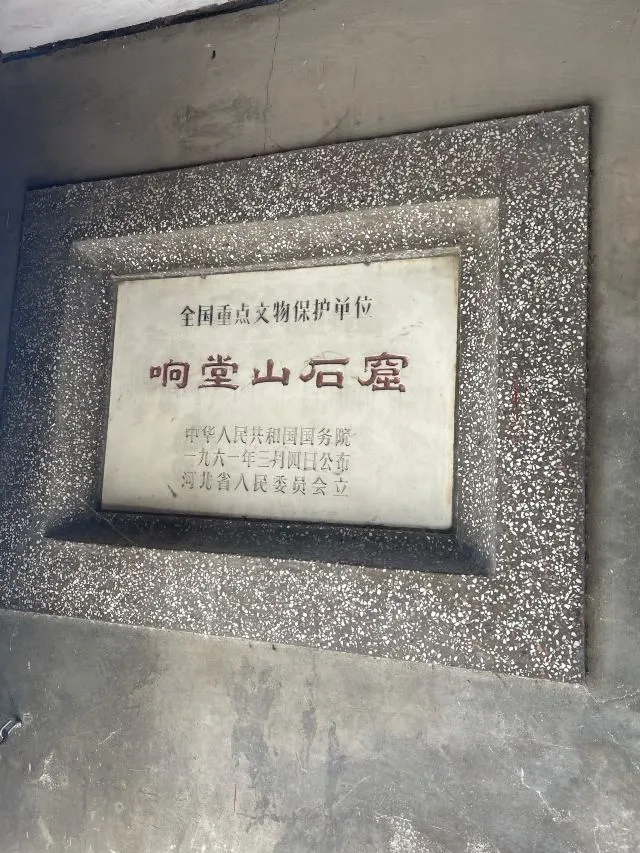 全国重点文物保护单位
响堂山石窟
中华人民共和国国务院
一九六一年三月四日公布
河北省人民委员会立